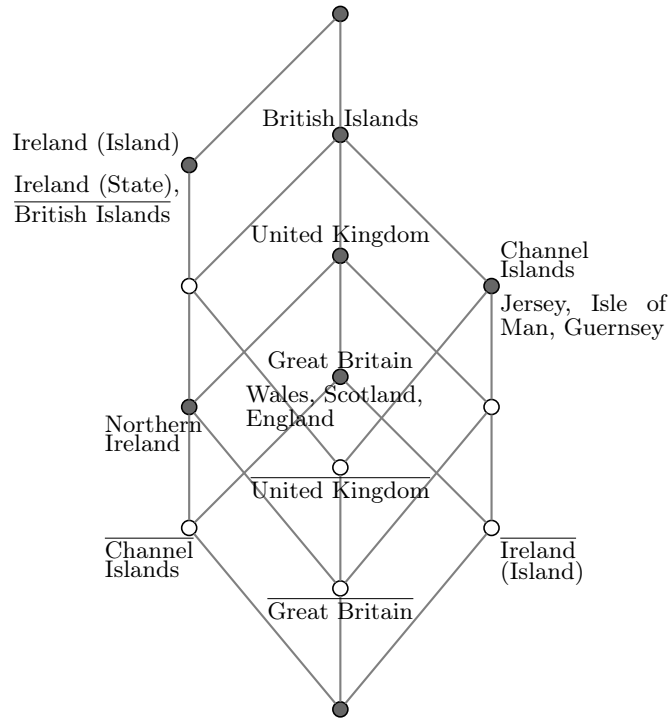 British Islands
Ireland (Island)
Ireland (State),
British Islands
United Kingdom
Channel
Islands
Jersey, Isle of
Man, Guernsey
Great Britain
Wales, Scotland,
England
Northern
Ireland
United Kingdom
Channel
Islands
Ireland
(Island)
Great Britain